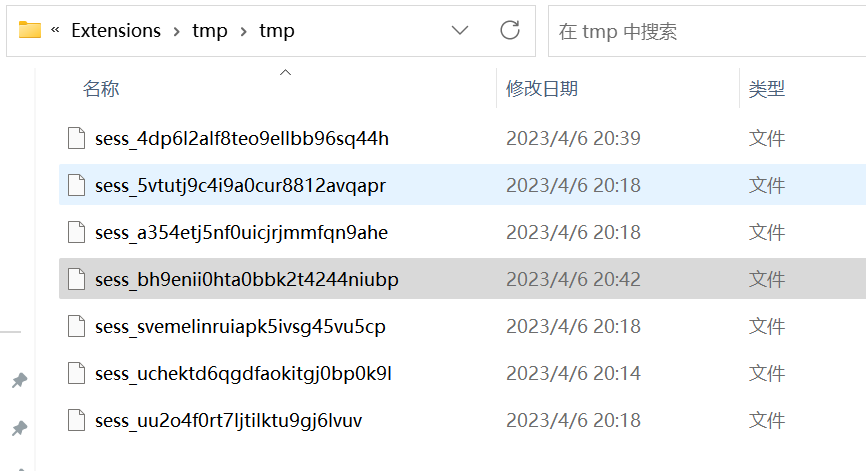 « Extensions › tmp › tmp
在 tmp 中搜索
名称 修改日期 类型
sess_4dp6l2alf8teo9ellbb96sq44h 2023/4/6 20:39 文件
sess_5vtutj9c4i9a0cur8812avqapr 2023/4/6 20:18 文件
sess_a354etj5nf0uicjrjmmfqn9ahe 2023/4/6 20:18 文件
sess_bh9enii0hta0bbk2t4244niubp 2023/4/6 20:42 文件
sess_svemelinruiapk5ivsg45vu5cp 2023/4/6 20:18 文件
sess_uchektd6qgdfaokitgj0bp0k9l 2023/4/6 20:14 文件
sess_uu2o4f0rt7ljtilktu9gj6lvuv 2023/4/6 20:18 文件